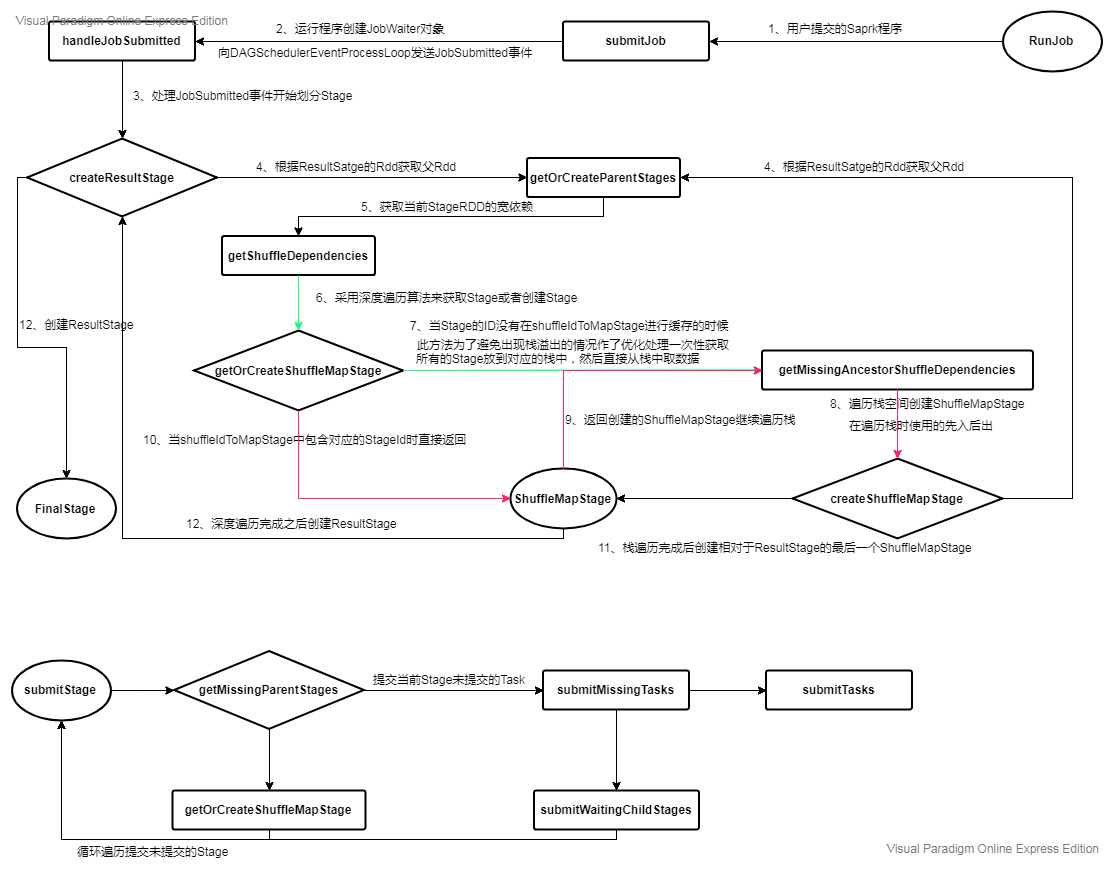 Visual Paradigm Online Express Edition
handleJobSubmitted
2、运行程序创建JobWaiter对象
向DAGSchedulerEventProcessLoop发送JobSubmitted事件
submitJob
1、用户提交的Saprk程序
RunJob
3、处理JobSubmitted事件开始划分Stage
createResultStage
4、根据ResultSatge的Rdd获取父Rdd
getOrCreateParentStages
4、根据ResultSatge的Rdd获取父Rdd
5、获取当前StageRDD的宽依赖
getShuffleDependencies
6、采用深度遍历算法来获取Stage或者创建Stage
12、创建ResultStage
7、当Stage的ID没有在shuffleIdToMapStage进行缓存的时候
此方法为了避免出现栈溢出的情况作了优化处理一次性获取
所有的Stage放到对应的栈中，然后直接从栈中取数据
getOrCreateShuffleMapStage
getMissingAncestorShuffleDependencies
8、遍历栈空间创建ShuffleMapStage
在遍历栈时使用的先入后出
9、返回创建的ShuffleMapStage继续遍历栈
10、当shuffleIdToMapStage中包含对应的StageId时直接返回
FinalStage
ShuffleMapStage
createShuffleMapStage
12、深度遍历完成之后创建ResultStage
11、栈遍历完成后创建相对于ResultStage的最后一个ShuffleMapStage
submitStage
getMissingParentStages
提交当前Stage未提交的Task
submitMissingTasks
submitTasks
getOrCreateShuffleMapStage
submitWaitingChildStages
循环遍历提交未提交的Stage
Visual Paradigm Online Express Edition